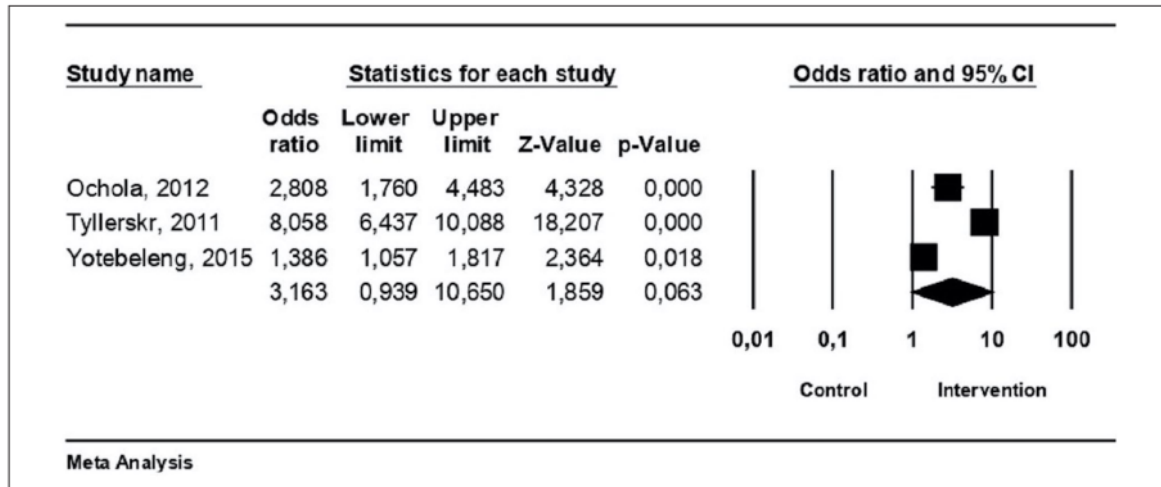 Study name Statistics for each study Odds ratio and 95% CI
Odds Lower Upper
ratio limit limit Z-Value p-Value
Ochola, 2012 2,808 1,760 4,483 4,328 0,000
Tyllerskr, 2011 8,058 6,437 10,088 18,207 0,000
Yotebeleng, 2015 1,386 1,057 1,817 2,364 0,018
3,163 0,939 10,650 1,859 0,063
0,01 0,1 1 10 100
Control Intervention
Meta Analysis